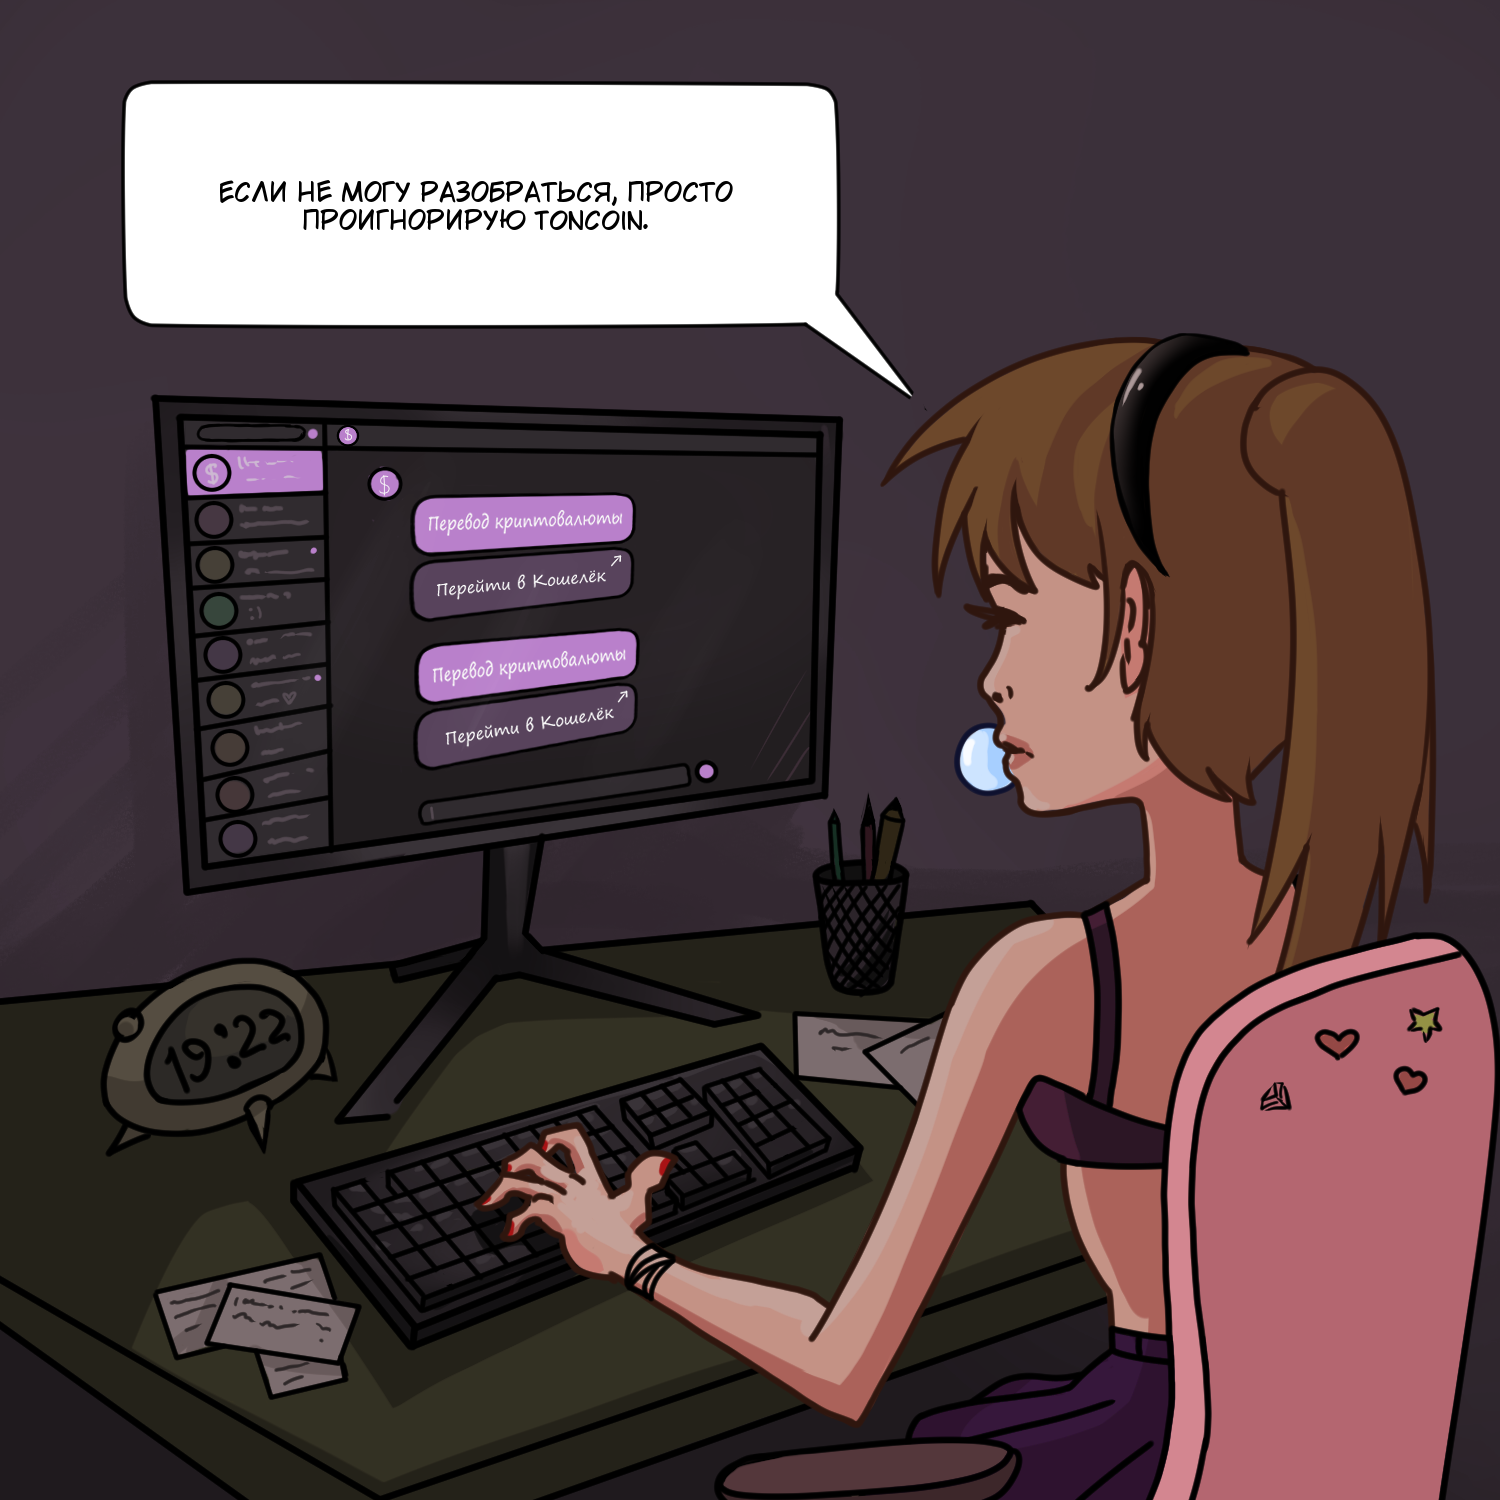 ЕСЛИ НЕ МОГУ РАЗОБРАТЬСЯ, ПРОСТО
ПРОИГНОРИРУЮ TONCOIN.
$
$
$
Перевод криптовалюты
Перейти в Кошелёк
:)
Перевод криптовалюты
Перейти в Кошелёк
19:22